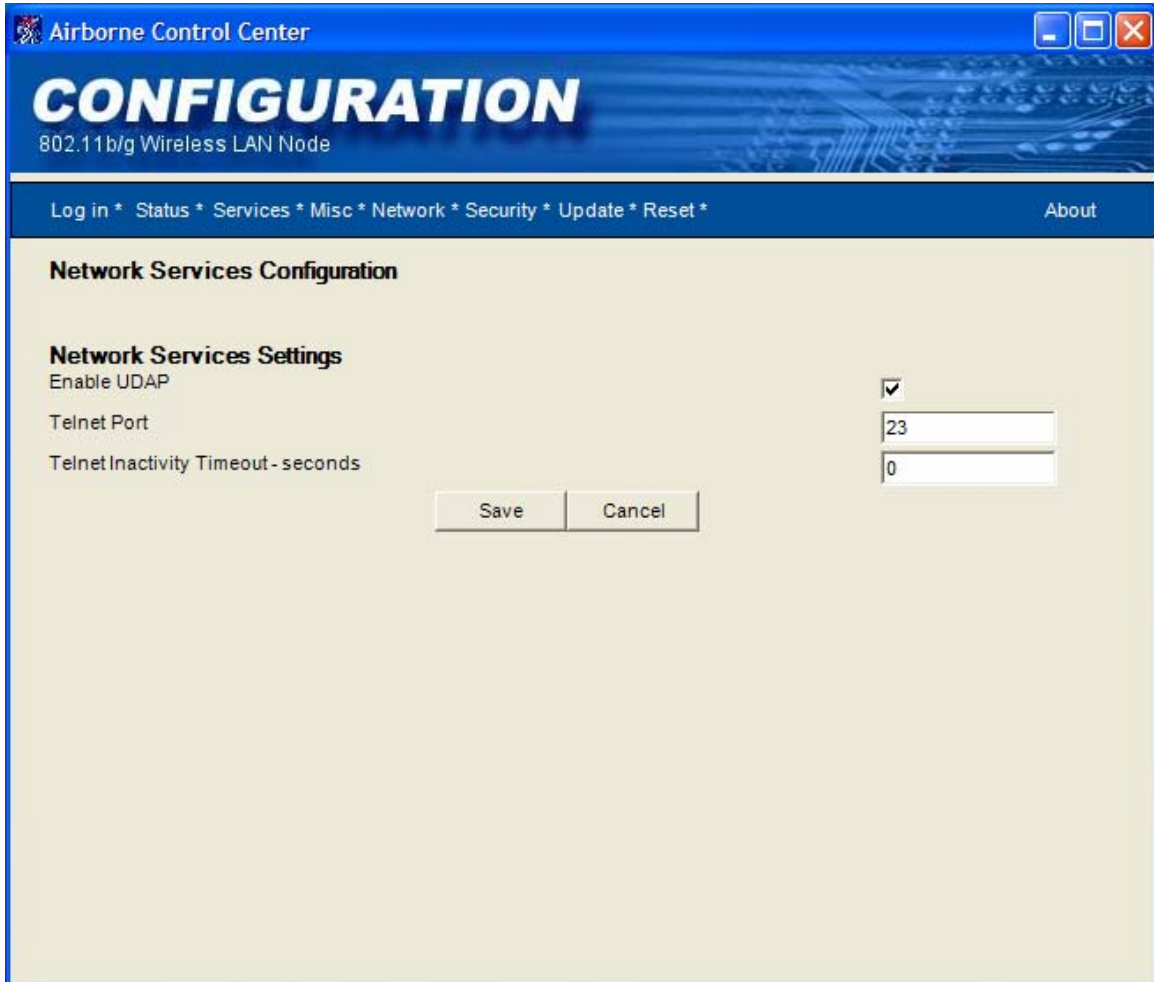 Airborne Control Center
CONFIGURATION
802.11b/g Wireless LAN Node
Log in * Status * Services * Misc * Network * Security * Update * Reset * About
Network Services Configuration
Network Services Settings
Enable UDAP
Telnet Port 23
Telnet Inactivity Timeout - seconds 0
Save Cancel